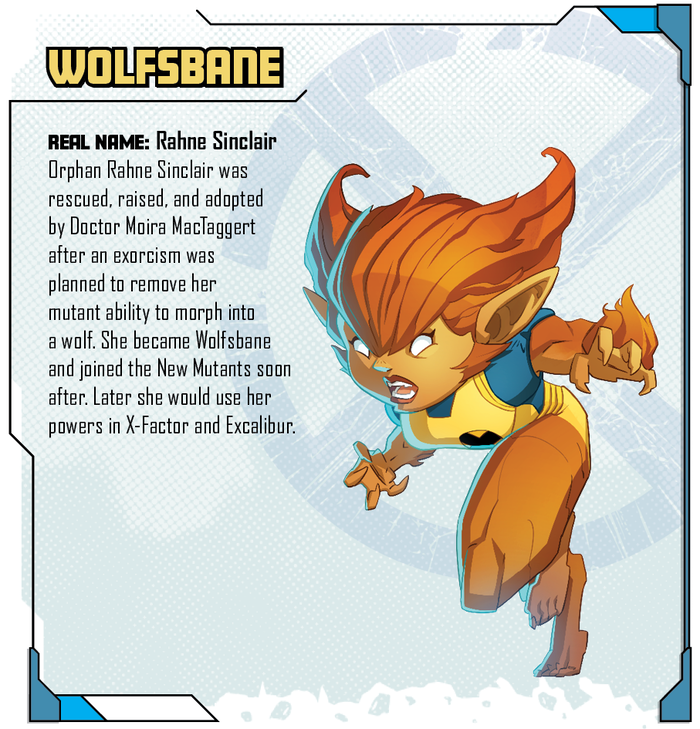 WOLFSBANE
REAL NAME: Rahne Sinclair
Orphan Rahne Sinclair was
rescued, raised, and adopted
by Doctor Moira MacTaggert
after an exorcism was
planned to remove her
mutant ability to morph into
a wolf. She became Wolfsbane
and joined the New Mutants soon
after. Later she would use her
powers in X-Factor and Excalibur.